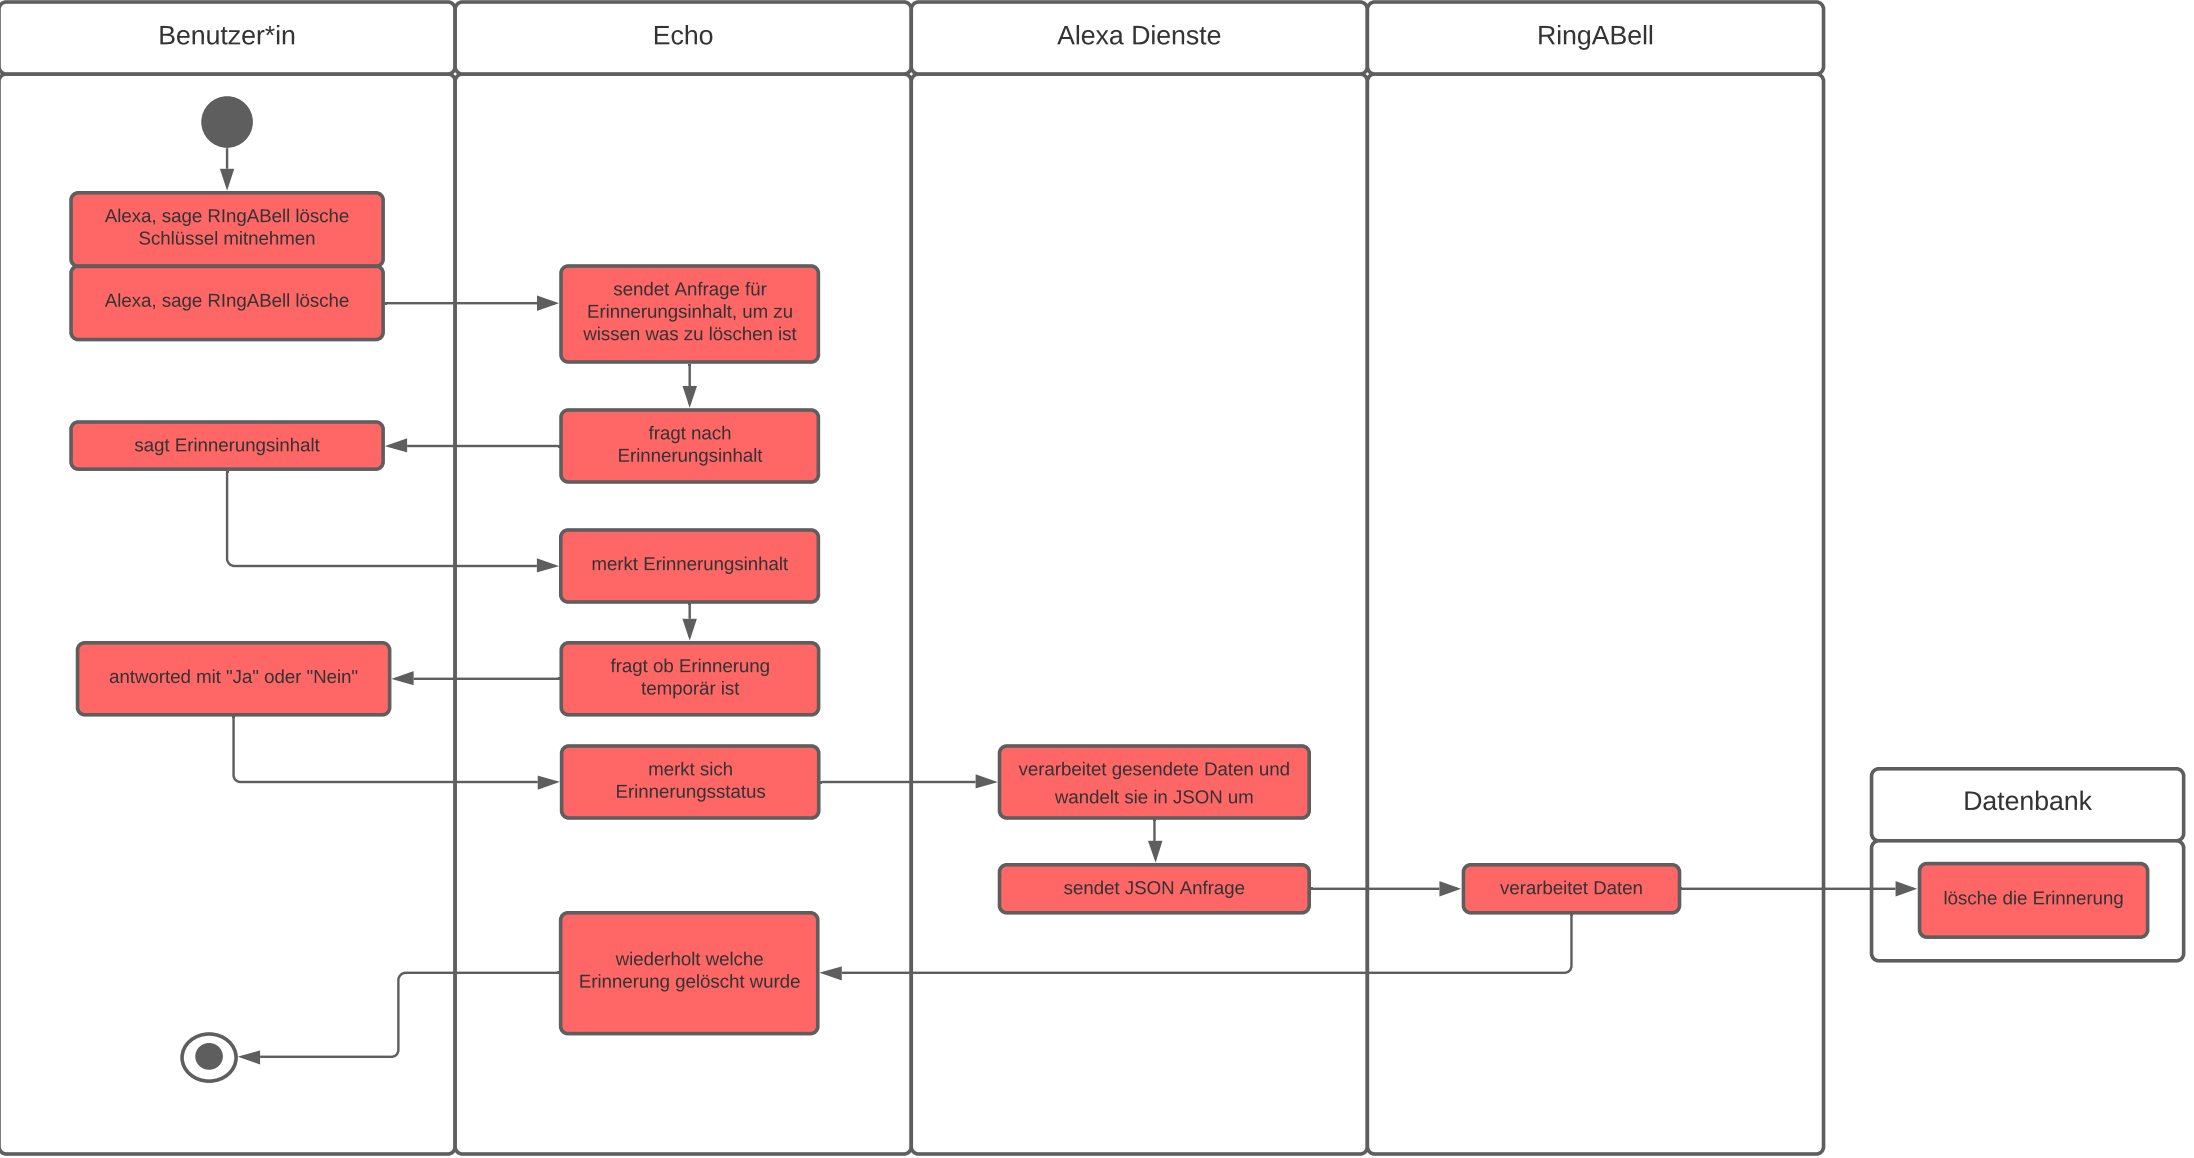 Benutzer*in
Echo
Alexa Dienste
RingABell
Alexa, sage RIngABell lösche
Schlüssel mitnehmen
Alexa, sage RIngABell lösche
sendet Anfrage für
Erinnerungsinhalt, um zu
wissen was zu löschen ist
sagt Erinnerungsinhalt
fragt nach
Erinnerungsinhalt
merkt Erinnerungsinhalt
antworted mit "Ja" oder "Nein"
fragt ob Erinnerung
temporär ist
merkt sich
Erinnerungsstatus
verarbeitet gesendete Daten und
wandelt sie in JSON um
Datenbank
sendet JSON Anfrage
verarbeitet Daten
lösche die Erinnerung
wiederholt welche
Erinnerung gelöscht wurde